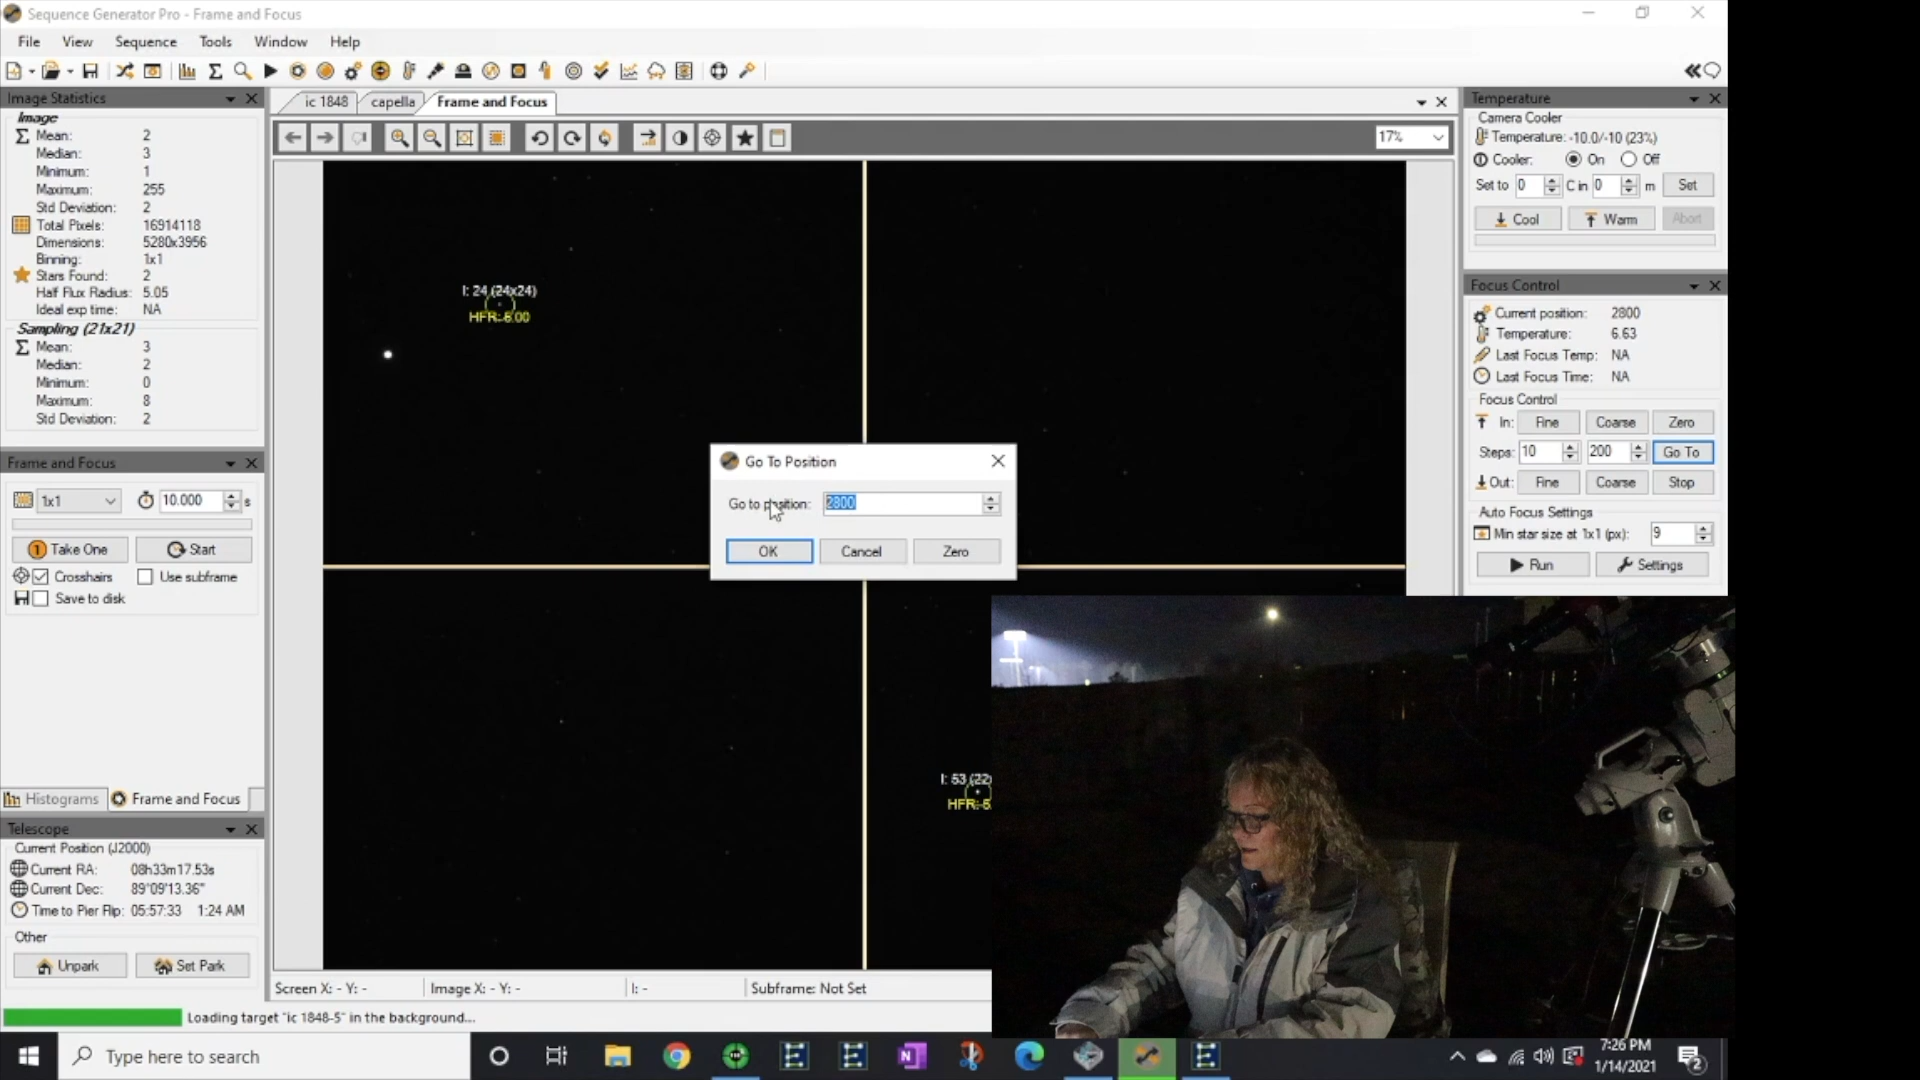 Sequence Generator Pro - Frame and Focus
File View Sequence Tools Window Help
Image Statistics
Image
Mean: 2
Median: 3
Minimum: 1
Maximum: 255
Std Deviation: 2
Total Pixels: 16914118
Dimensions: 5280x3956
Binning: 1x1
Stars Found: 2
Half Flux Radius: 5.05
Ideal exp time: NA
Sampling (21x21)
Mean: 3
Median: 2
Minimum: 0
Maximum: 8
Std Deviation: 2
Frame and Focus
1x1 10.000 s
1 Take One Start
Crosshairs Use subframe
Save to disk
Histograms Frame and Focus
Telescope
Current Position (J2000)
Current RA: 08h33m17.53s
Current Dec: 89°09'13.36"
Time to Pier Flip: 05:57:33 1:24 AM
Other
Unpark Set Park
Loading target "ic 1848-5" in the background...
ic 1848 capella Frame and Focus
17%
I: 24 (24x24)
HFR: 6.00
Go To Position
Go to position: 2800
OK Cancel Zero
I: 53 (22
HFR:
Screen X: - Y: - Image X: - Y: - I: - Subframe: Not Set
Temperature
Camera Cooler
Temperature: -10.0/-10 (23%)
Cooler: On Off
Set to 0 C in 0 m Set
Cool Warm Abort
Focus Control
Current position: 2800
Temperature: 6.63
Last Focus Temp: NA
Last Focus Time: NA
Focus Control
In: Fine Coarse Zero
Steps: 10 200 Go To
Out: Fine Coarse Stop
Auto Focus Settings
Min star size at 1x1 (px): 9
Run Settings
Type here to search
7:26 PM
1/14/2021
2